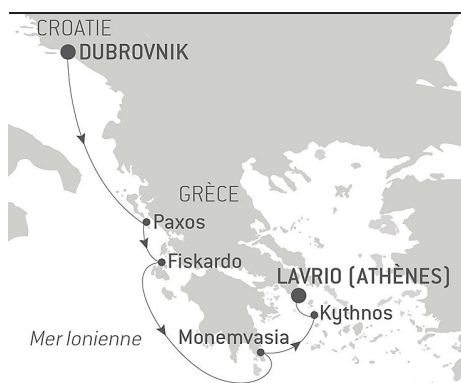 CROATIE
DUBROVNIK
GRÈCE
Paxos
Fiskardo
LAVRIO (ATHÈNES)
Kythnos
Monemvasia
Mer Ionienne